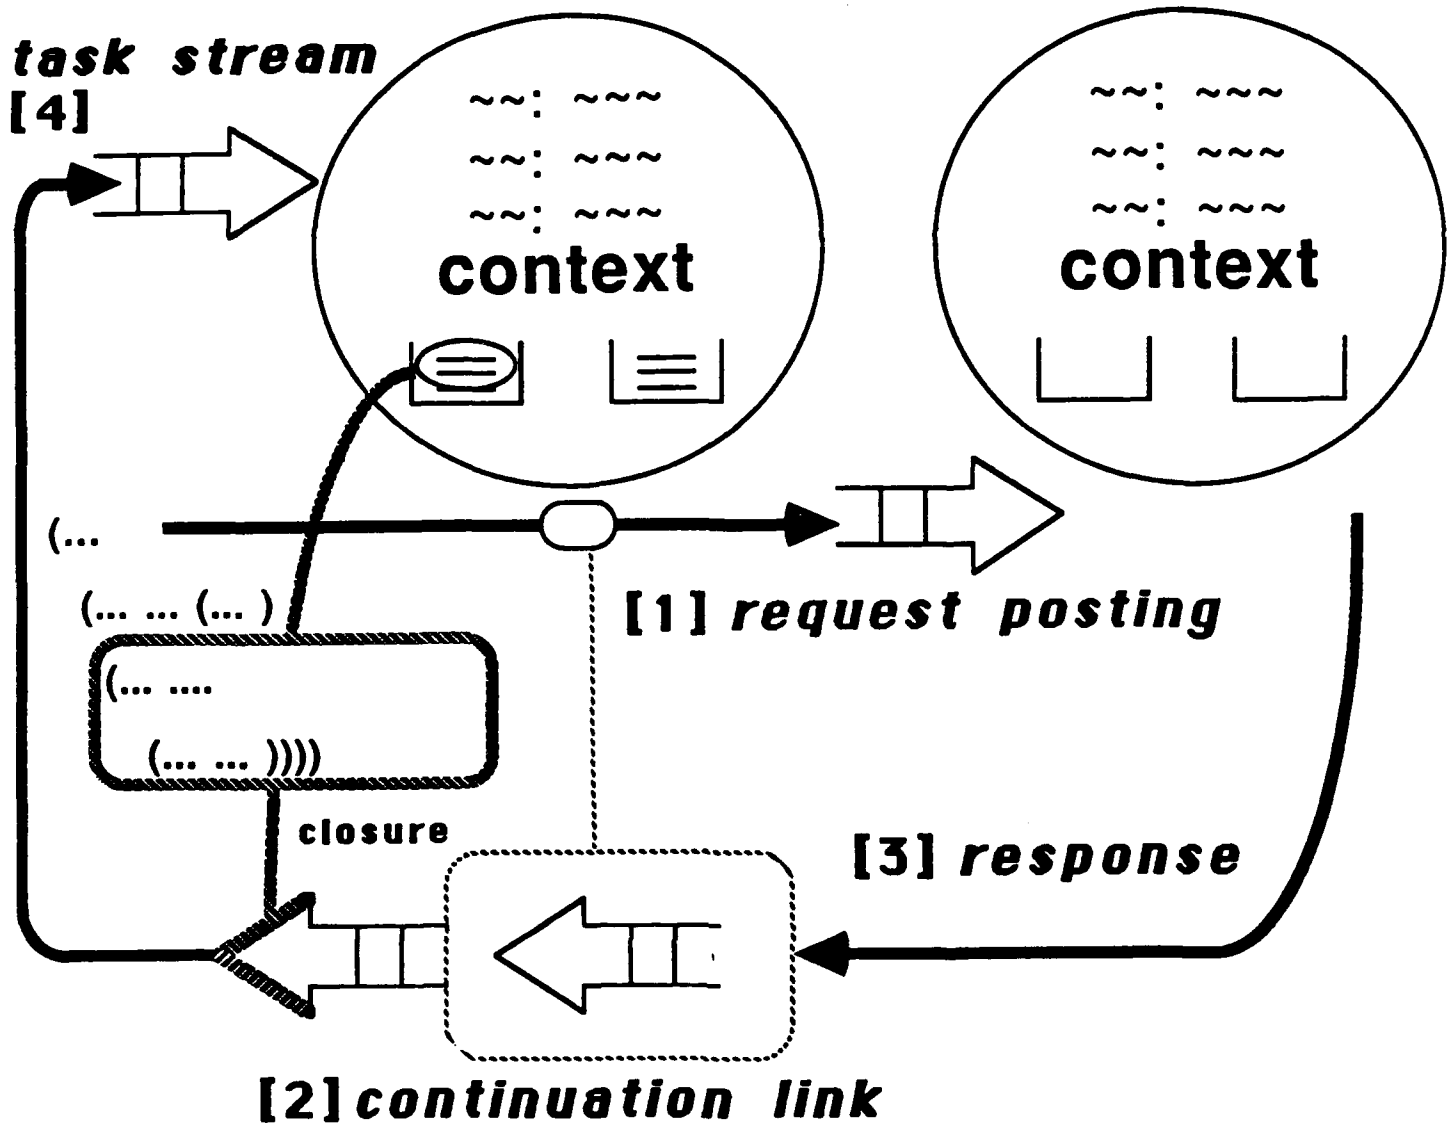 task stream
[4]
~~: ~~~
~~: ~~~
~~: ~~~
context
~~: ~~~
~~: ~~~
~~: ~~~
context
(...
(... ... (... )
[1] request posting
(... ....
(... ... ))))
closure
[3] response
[2] continuation link